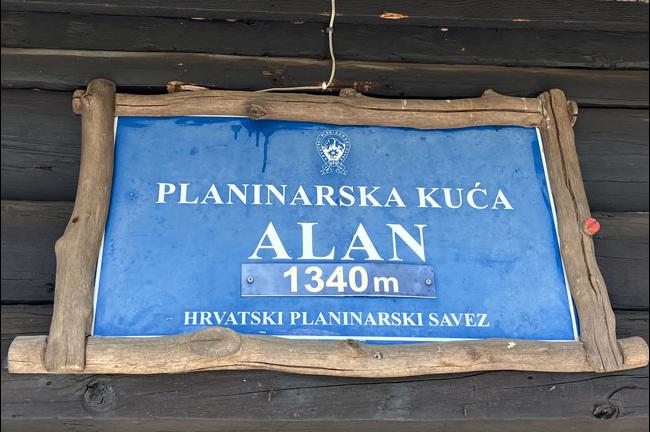 PLANINARSKA KUĆA
ALAN
1340m
HRVATSKI PLANINARSKI SAVEZ